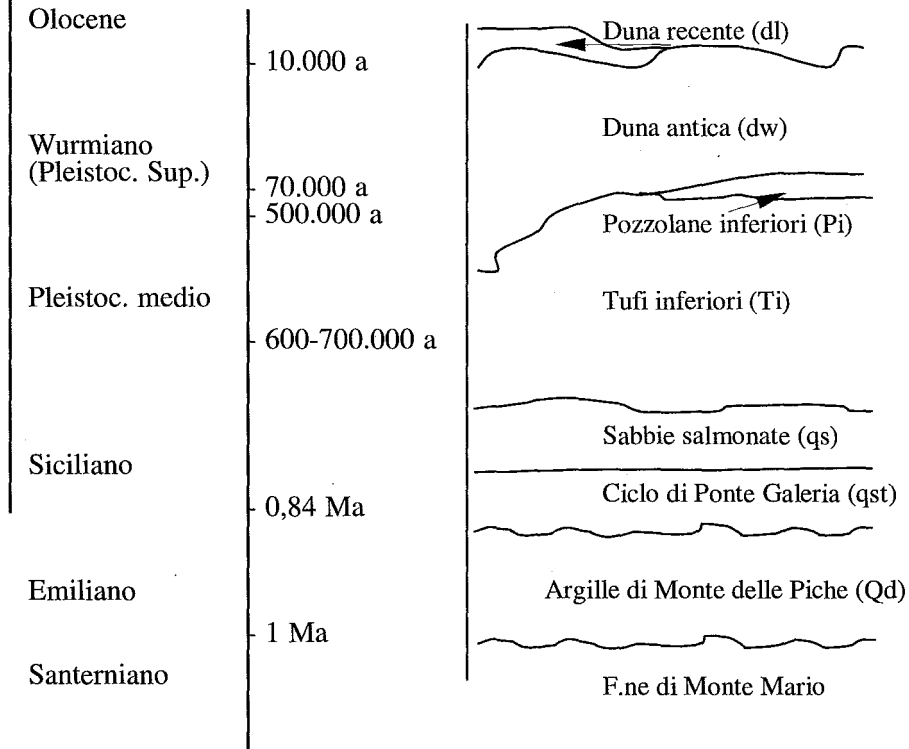 Olocene
10.000 a
Wurmiano
(Pleistoc. Sup.)
70.000 a
500.000 a
Pleistoc. medio
600-700.000 a
Siciliano
0,84 Ma
Emiliano
1 Ma
Santerniano
Duna recente (dl)
Duna antica (dw)
Pozzolane inferiori (Pi)
Tufi inferiori (Ti)
Sabbie salmonate (qs)
Ciclo di Ponte Galeria (qst)
Argille di Monte delle Piche (Qd)
F.ne di Monte Mario